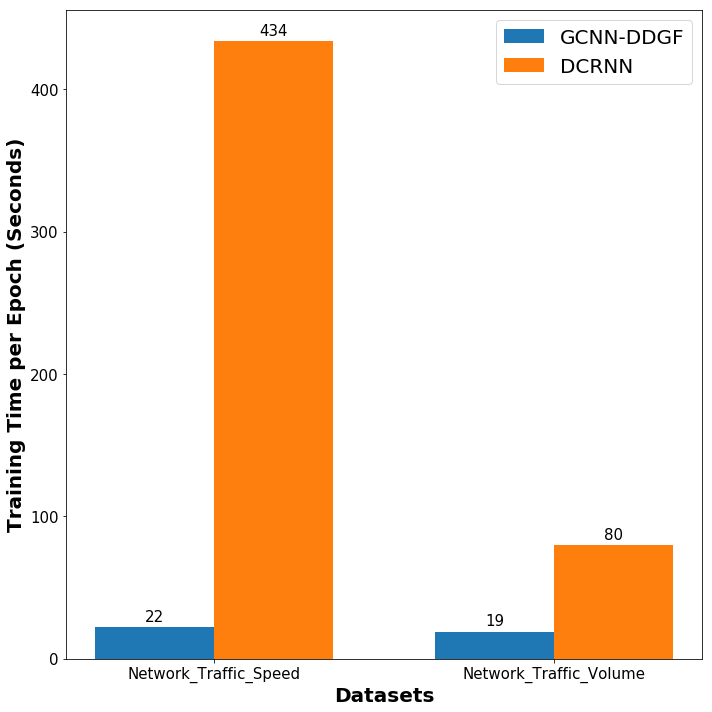 GCNN-DDGF
DCRNN
Training Time per Epoch (Seconds)
400
300
200
100
0
434
22
80
19
Network_Traffic_Speed
Network_Traffic_Volume
Datasets